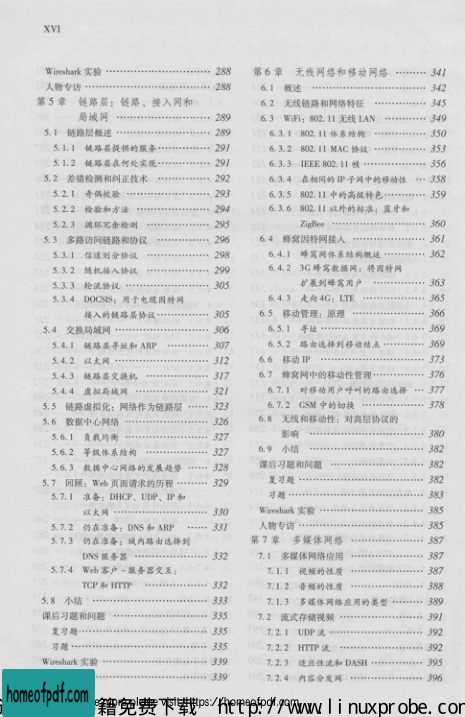 XVI
Wireshark 实验 ……… 288
人物专访 ……… 288
第 5 章 链路层：链路、接入网和
局域网 ……… 289
5.1 链路层概述 ……… 289
5.1.1 链路层提供的服务 ……… 291
5.1.2 链路层在何处实现 ……… 291
5.2 差错检测和纠正技术 ……… 292
5.2.1 奇偶校验 ……… 293
5.2.2 检验和方法 ……… 294
5.2.3 循环冗余检测 ……… 295
5.3 多路访问链路和协议 ……… 296
5.3.1 信道划分协议 ……… 298
5.3.2 随机接入协议 ……… 299
5.3.3 轮流协议 ……… 305
5.3.4 DOCSIS：用于电缆因特网
接入的链路层协议 ……… 305
5.4 交换局域网 ……… 306
5.4.1 链路层寻址和 ARP ……… 307
5.4.2 以太网 ……… 312
5.4.3 链路层交换机 ……… 317
5.4.4 虚拟局域网 ……… 321
5.5 链路虚拟化：网络作为链路层 ……… 323
5.6 数据中心网络 ……… 326
5.6.1 负载均衡 ……… 327
5.6.2 等级体系结构 ……… 327
5.6.3 数据中心网络的发展趋势 ……… 328
5.7 回顾：Web 页面请求的历程 ……… 329
5.7.1 准备：DHCP、UDP、IP 和
以太网 ……… 330
5.7.2 仍在准备：DNS 和 ARP ……… 331
5.7.3 仍在准备：域内路由选择到
DNS 服务器 ……… 332
5.7.4 Web 客户-服务器交互：
TCP 和 HTTP ……… 332
5.8 小结 ……… 333
课后习题和问题 ……… 335
复习题 ……… 335
习题 ……… 335
Wireshark 实验 ……… 339
……… 339
第 6 章 无线网络和移动网络 ……… 341
6.1 概述 ……… 342
6.2 无线链路和网络特征 ……… 345
6.3 WiFi：802.11 无线 LAN ……… 349
6.3.1 802.11 体系结构 ……… 350
6.3.2 802.11 MAC 协议 ……… 353
6.3.3 IEEE 802.11 帧 ……… 356
6.3.4 在相同的 IP 子网中的移动性 ……… 358
6.3.5 802.11 中的高级特色 ……… 359
6.3.6 802.11 以外的标准：蓝牙和
ZigBee ……… 360
6.4 蜂窝因特网接入 ……… 361
6.4.1 蜂窝网体系结构概述 ……… 362
6.4.2 3G 蜂窝数据网：将因特网
扩展到蜂窝用户 ……… 363
6.4.3 走向 4G：LTE ……… 365
6.5 移动管理：原理 ……… 366
6.5.1 寻址 ……… 369
6.5.2 路由选择到移动结点 ……… 369
6.6 移动 IP ……… 373
6.7 蜂窝网中的移动性管理 ……… 376
6.7.1 对移动用户呼叫的路由选择 ……… 377
6.7.2 GSM 中的切换 ……… 378
6.8 无线和移动性：对高层协议的
影响 ……… 380
6.9 小结 ……… 382
课后习题和问题 ……… 382
复习题 ……… 382
习题 ……… 383
Wireshark 实验 ……… 385
人物专访 ……… 385
第 7 章 多媒体网络 ……… 387
7.1 多媒体网络应用 ……… 387
7.1.1 视频的性质 ……… 387
7.1.2 音频的性质 ……… 388
7.1.3 多媒体网络应用的类型 ……… 389
7.2 流式存储视频 ……… 391
7.2.1 UDP 流 ……… 392
7.2.2 HTTP 流 ……… 392
7.2.3 适应性流和 DASH ……… 395
7.2.4 内容分发网 ……… 396
homeofpdf.com
visit https://homeofpdf.com
籍免费下载 http://www.linuxprobe.com